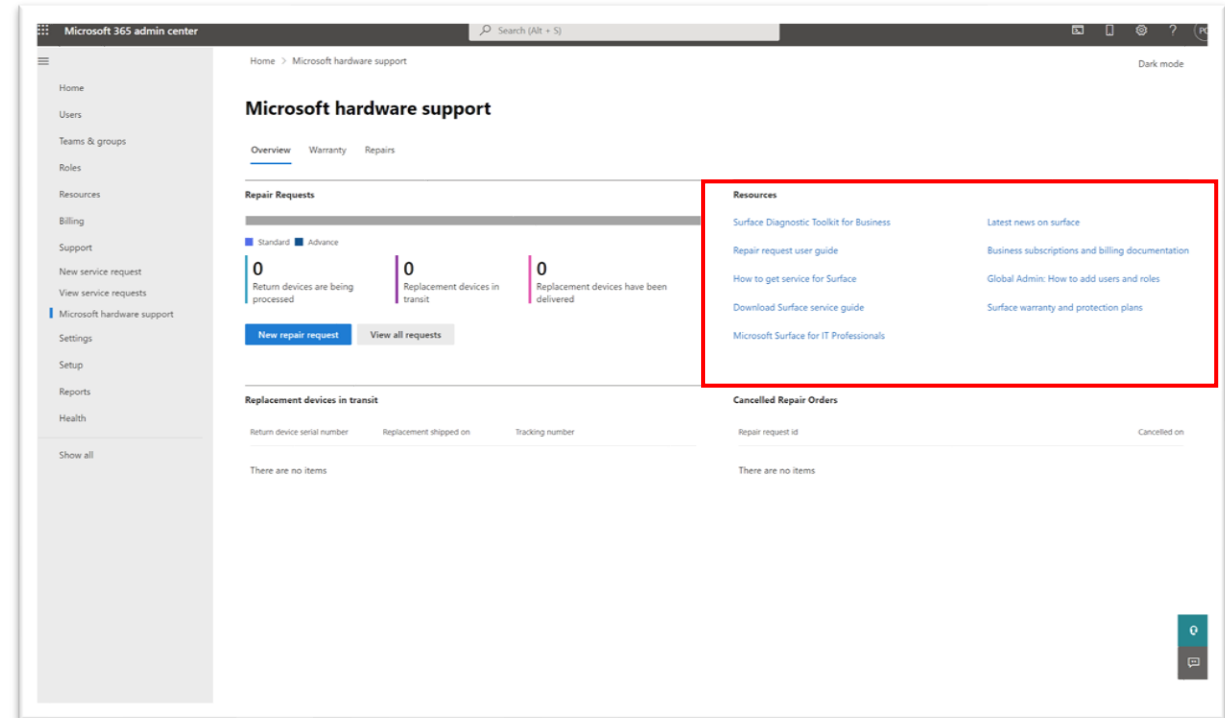 Microsoft 365 admin center
Search (Alt + S)
Home > Microsoft hardware support
Dark mode
Home
Users
Teams & groups
Roles
Resources
Billing
Support
New service request
View service requests
Microsoft hardware support
Settings
Setup
Reports
Health
Show all
Microsoft hardware support
Overview Warranty Repairs
Repair Requests
Standard Advance
0
Return devices are being
processed
0
Replacement devices in
transit
0
Replacement devices have been
delivered
New repair request View all requests
Resources
Surface Diagnostic Toolkit for Business
Repair request user guide
How to get service for Surface
Download Surface service guide
Microsoft Surface for IT Professionals
Latest news on surface
Business subscriptions and billing documentation
Global Admin: How to add users and roles
Surface warranty and protection plans
Replacement devices in transit
Return device serial number Replacement shipped on Tracking number
There are no items
Cancelled Repair Orders
Repair request id Cancelled on
There are no items